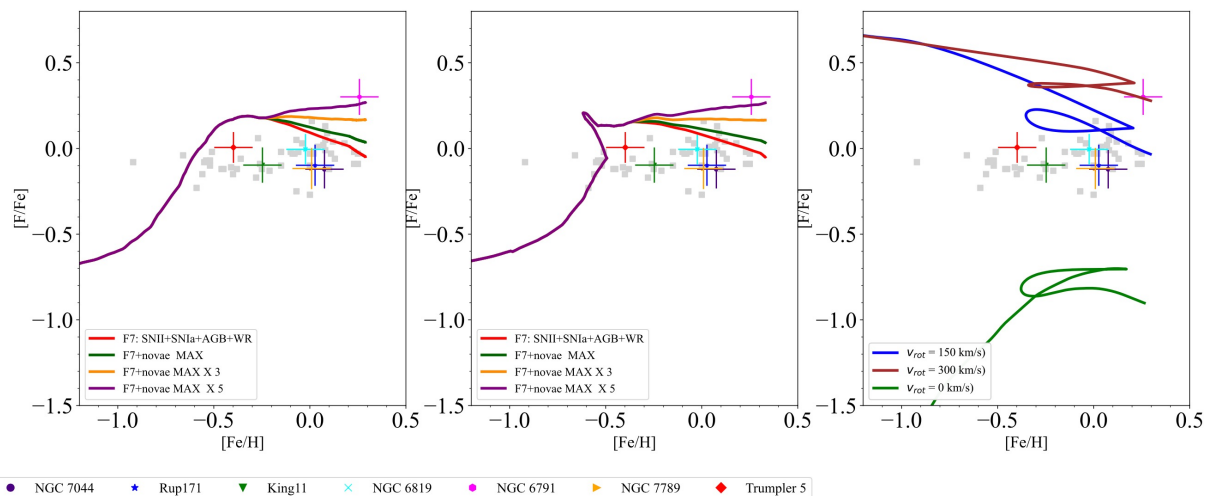 0.5
0.0
−0.5
−1.0
−1.5
[F/Fe]
−1.0
−0.5
0.0
0.5
[Fe/H]
F7: SNII+SNIa+AGB+WR
F7+novae MAX
F7+novae MAX X 3
F7+novae MAX X 5
0.5
0.0
−0.5
−1.0
−1.5
[F/Fe]
−1.0
−0.5
0.0
0.5
[Fe/H]
F7: SNII+SNIa+AGB+WR
F7+novae MAX
F7+novae MAX X 3
F7+novae MAX X 5
0.5
0.0
−0.5
−1.0
−1.5
[F/Fe]
−1.0
−0.5
0.0
0.5
[Fe/H]
vrot = 150 km/s)
vrot = 300 km/s)
vrot = 0 km/s)
NGC 7044 Rup171 King11 NGC 6819 NGC 6791 NGC 7789 Trumpler 5